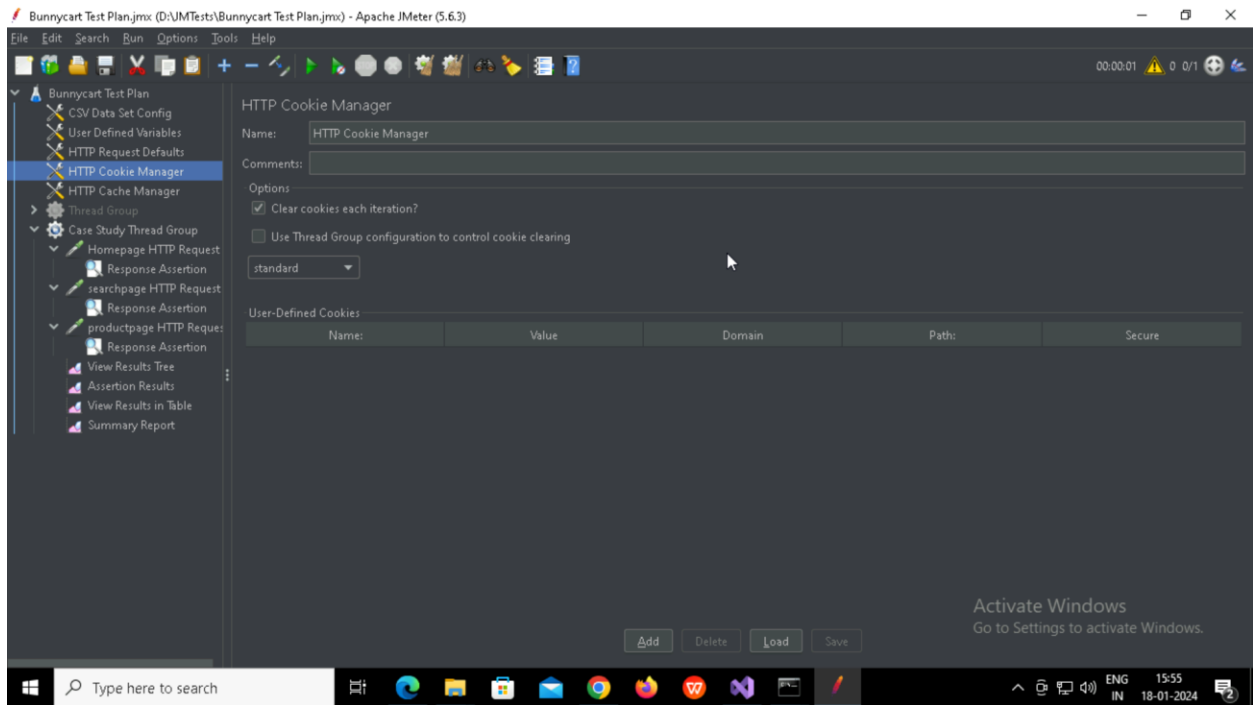 Bunnycart Test Plan.jmx (D:\JMTests\Bunnycart Test Plan.jmx) - Apache JMeter (5.6.3)
File Edit Search Run Options Tools Help
00:00:01 0 0/1
Bunnycart Test Plan
CSV Data Set Config
User Defined Variables
HTTP Request Defaults
HTTP Cookie Manager
HTTP Cache Manager
Thread Group
Case Study Thread Group
Homepage HTTP Request
Response Assertion
searchpage HTTP Request
Response Assertion
productpage HTTP Reques
Response Assertion
View Results Tree
Assertion Results
View Results in Table
Summary Report
HTTP Cookie Manager
Name: HTTP Cookie Manager
Comments:
Options
Clear cookies each iteration?
Use Thread Group configuration to control cookie clearing
standard
User-Defined Cookies
Name: Value Domain Path: Secure
Add Delete Load Save
Activate Windows
Go to Settings to activate Windows.
Type here to search
ENG
IN
15:55
18-01-2024
2